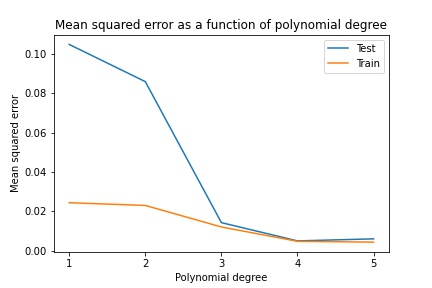 Mean squared error as a function of polynomial degree
Test
Train
Mean squared error
0.10
0.08
0.06
0.04
0.02
0.00
1 2 3 4 5
Polynomial degree